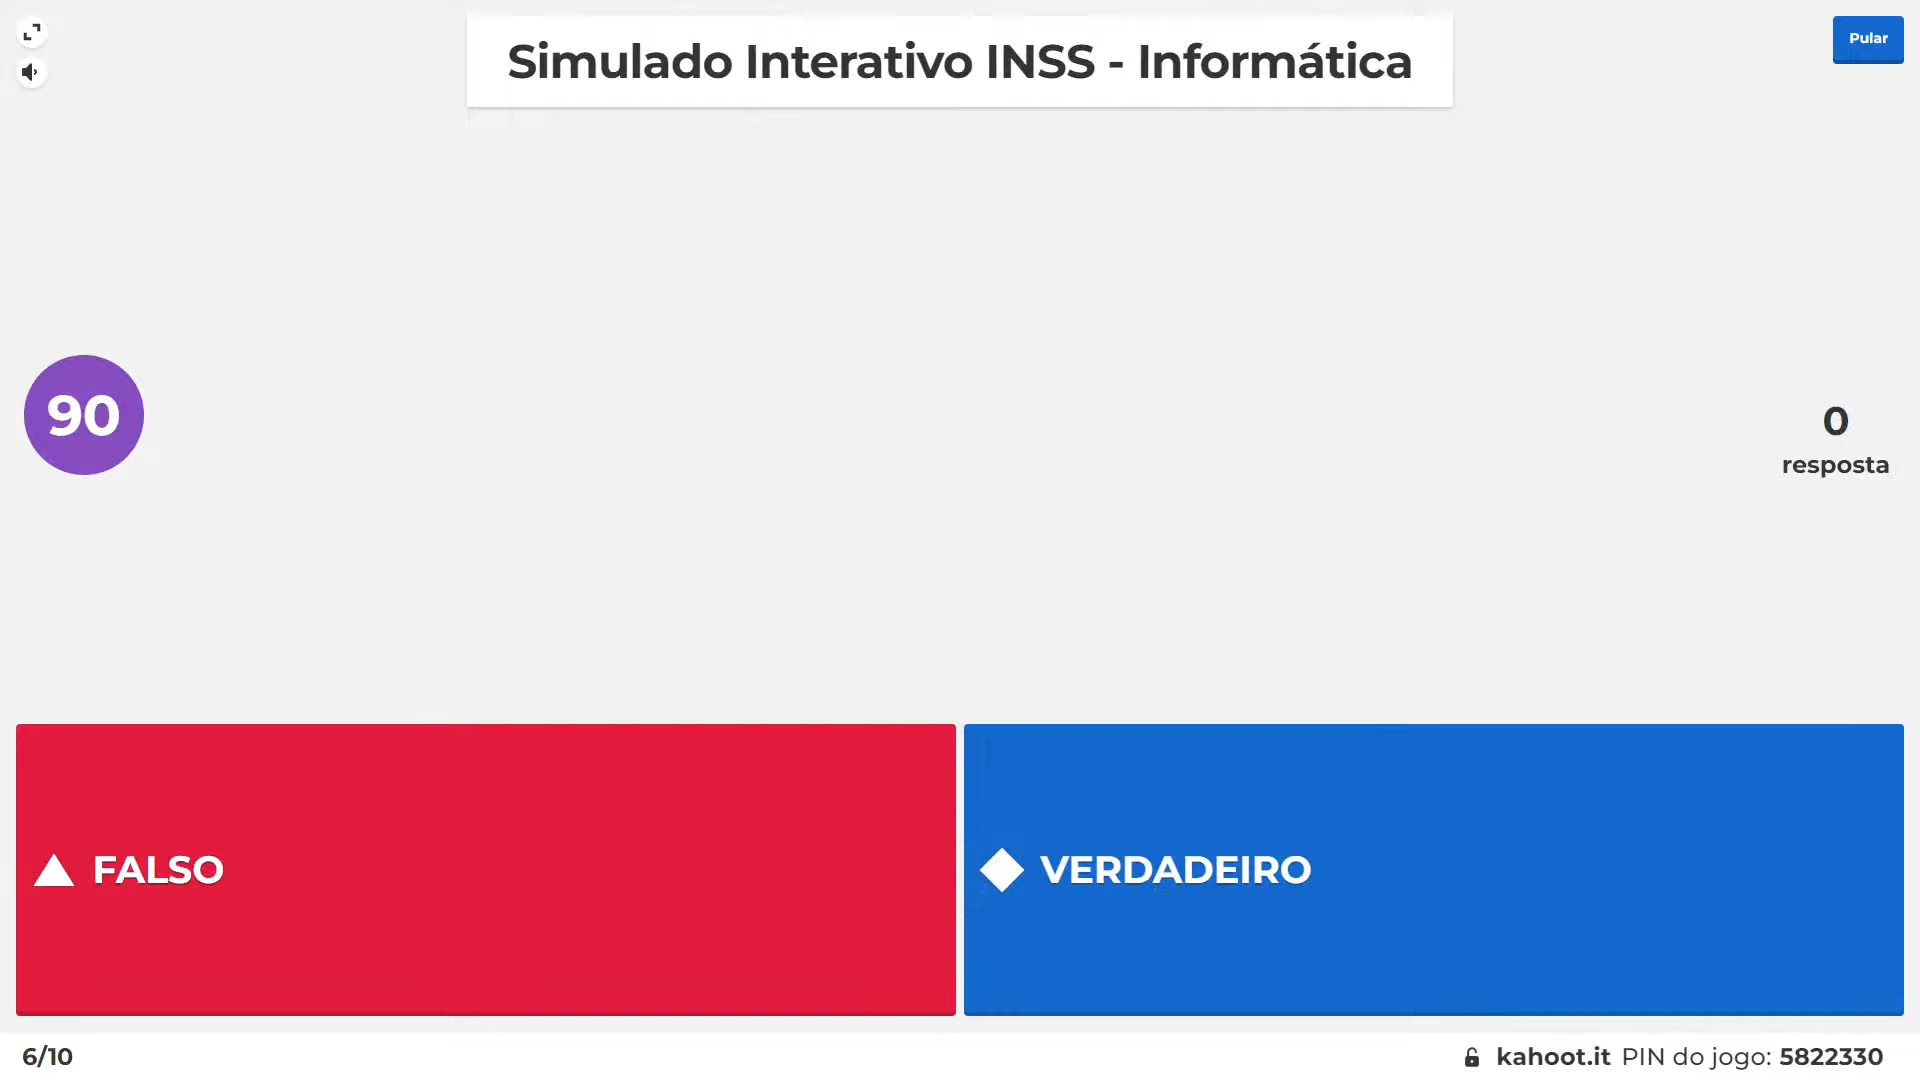 Simulado Interativo INSS - Informática
Pular
90
0
resposta
FALSO
VERDADEIRO
6/10
kahoot.it PIN do jogo: 5822330